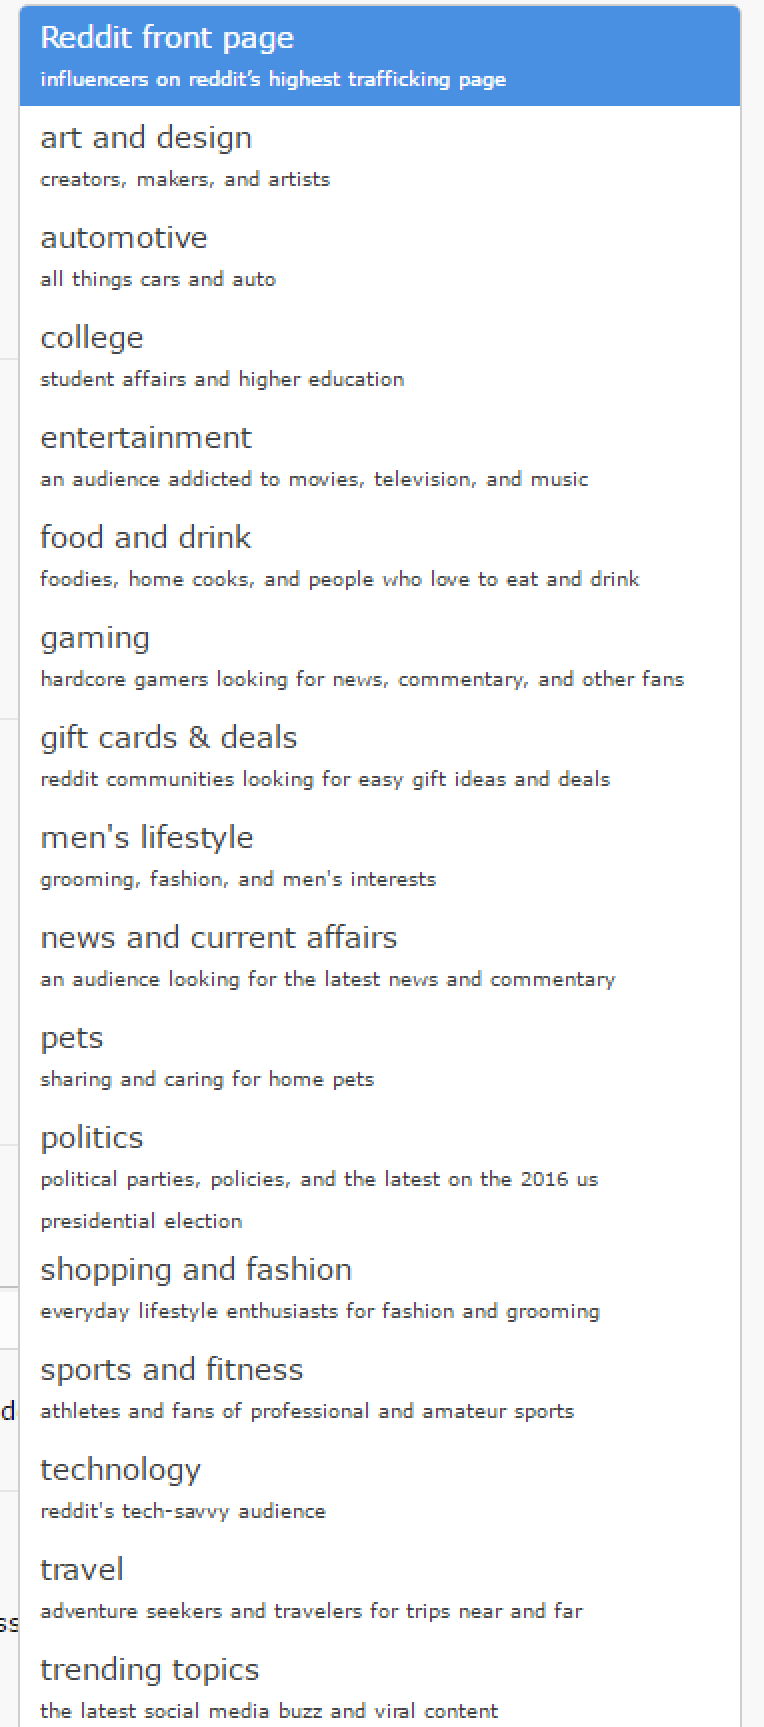 Reddit front page
influencers on reddit's highest trafficking page
art and design
creators, makers, and artists
automotive
all things cars and auto
college
student affairs and higher education
entertainment
an audience addicted to movies, television, and music
food and drink
foodies, home cooks, and people who love to eat and drink
gaming
hardcore gamers looking for news, commentary, and other fans
gift cards & deals
reddit communities looking for easy gift ideas and deals
men's lifestyle
grooming, fashion, and men's interests
news and current affairs
an audience looking for the latest news and commentary
pets
sharing and caring for home pets
politics
political parties, policies, and the latest on the 2016 us
presidential election
shopping and fashion
everyday lifestyle enthusiasts for fashion and grooming
sports and fitness
athletes and fans of professional and amateur sports
technology
reddit's tech-savvy audience
travel
adventure seekers and travelers for trips near and far
trending topics
the latest social media buzz and viral content